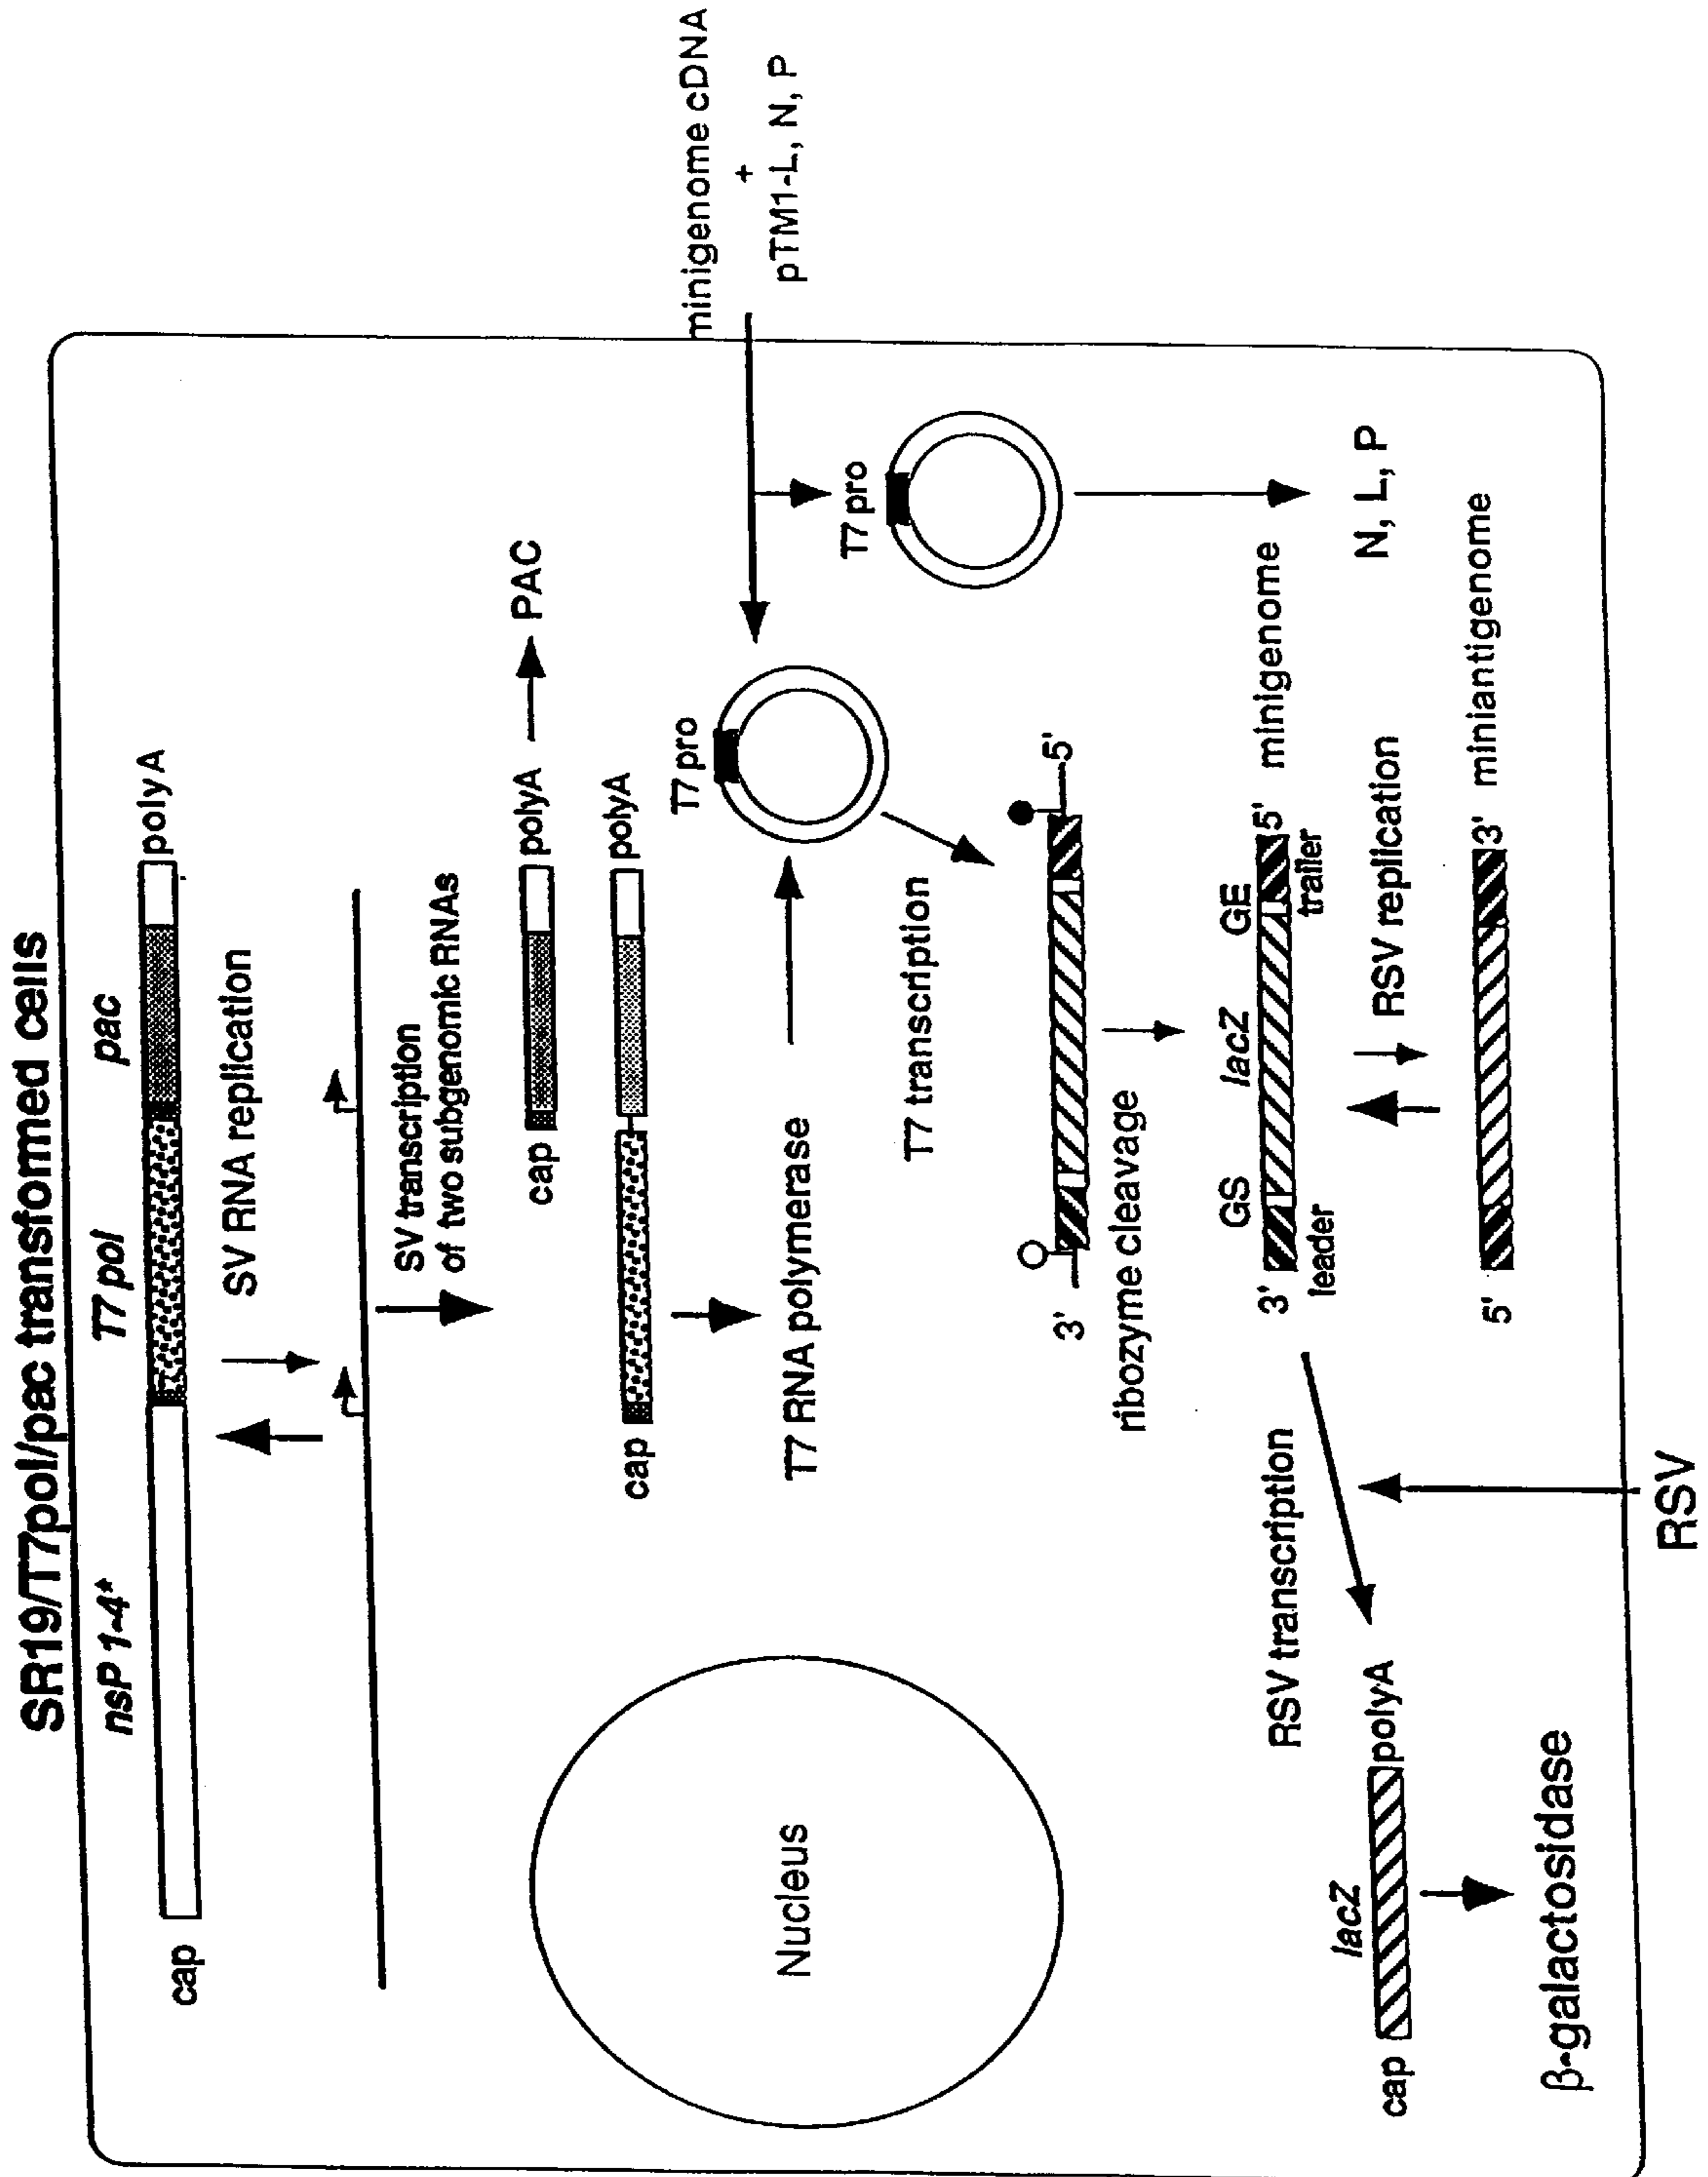 SR19/T7pol/pac transfomed cells
nsP 1~4*
T7 pol
pac
cap
polyA
SV RNA replication
SV transcription
of two subgenomic RNAs
cap
polyA
PAC
cap
polyA
T7 RNA polymerase
T7 pro
minigenome cDNA
+
pTM1-L, N, P
T7 pro
N, L, P
Nucleus
T7 transcription
3'
5'
ribozyme cleavage
GS
lacZ
GE
3'
5'
minigenome
leader
trailer
RSV transcription
RSV replication
5'
3'
miniantigenome
lacZ
cap
polyA
β-galactosidase
RSV